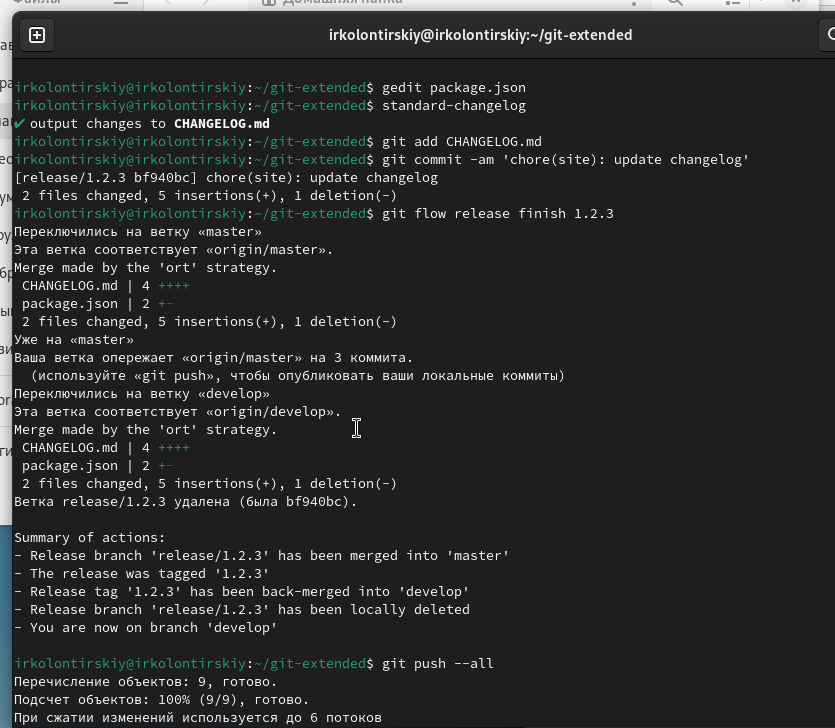 Файлы
Домашняя папка
irkolontirskiy@irkolontirskiy:~/git-extended
irkolontirskiy@irkolontirskiy:~/git-extended$ gedit package.json
irkolontirskiy@irkolontirskiy:~/git-extended$ standard-changelog
✔ output changes to CHANGELOG.md
irkolontirskiy@irkolontirskiy:~/git-extended$ git add CHANGELOG.md
irkolontirskiy@irkolontirskiy:~/git-extended$ git commit -am 'chore(site): update changelog'
[release/1.2.3 bf940bc] chore(site): update changelog
 2 files changed, 5 insertions(+), 1 deletion(-)
irkolontirskiy@irkolontirskiy:~/git-extended$ git flow release finish 1.2.3
Переключились на ветку «master»
Эта ветка соответствует «origin/master».
Merge made by the 'ort' strategy.
 CHANGELOG.md | 4 ++++
 package.json | 2 +-
 2 files changed, 5 insertions(+), 1 deletion(-)
Уже на «master»
Ваша ветка опережает «origin/master» на 3 коммита.
  (используйте «git push», чтобы опубликовать ваши локальные коммиты)
Переключились на ветку «develop»
Эта ветка соответствует «origin/develop».
Merge made by the 'ort' strategy.
 CHANGELOG.md | 4 ++++
 package.json | 2 +-
 2 files changed, 5 insertions(+), 1 deletion(-)
Ветка release/1.2.3 удалена (была bf940bc).
Summary of actions:
- Release branch 'release/1.2.3' has been merged into 'master'
- The release was tagged '1.2.3'
- Release tag '1.2.3' has been back-merged into 'develop'
- Release branch 'release/1.2.3' has been locally deleted
- You are now on branch 'develop'
irkolontirskiy@irkolontirskiy:~/git-extended$ git push --all
Перечисление объектов: 9, готово.
Подсчет объектов: 100% (9/9), готово.
При сжатии изменений используется до 6 потоков